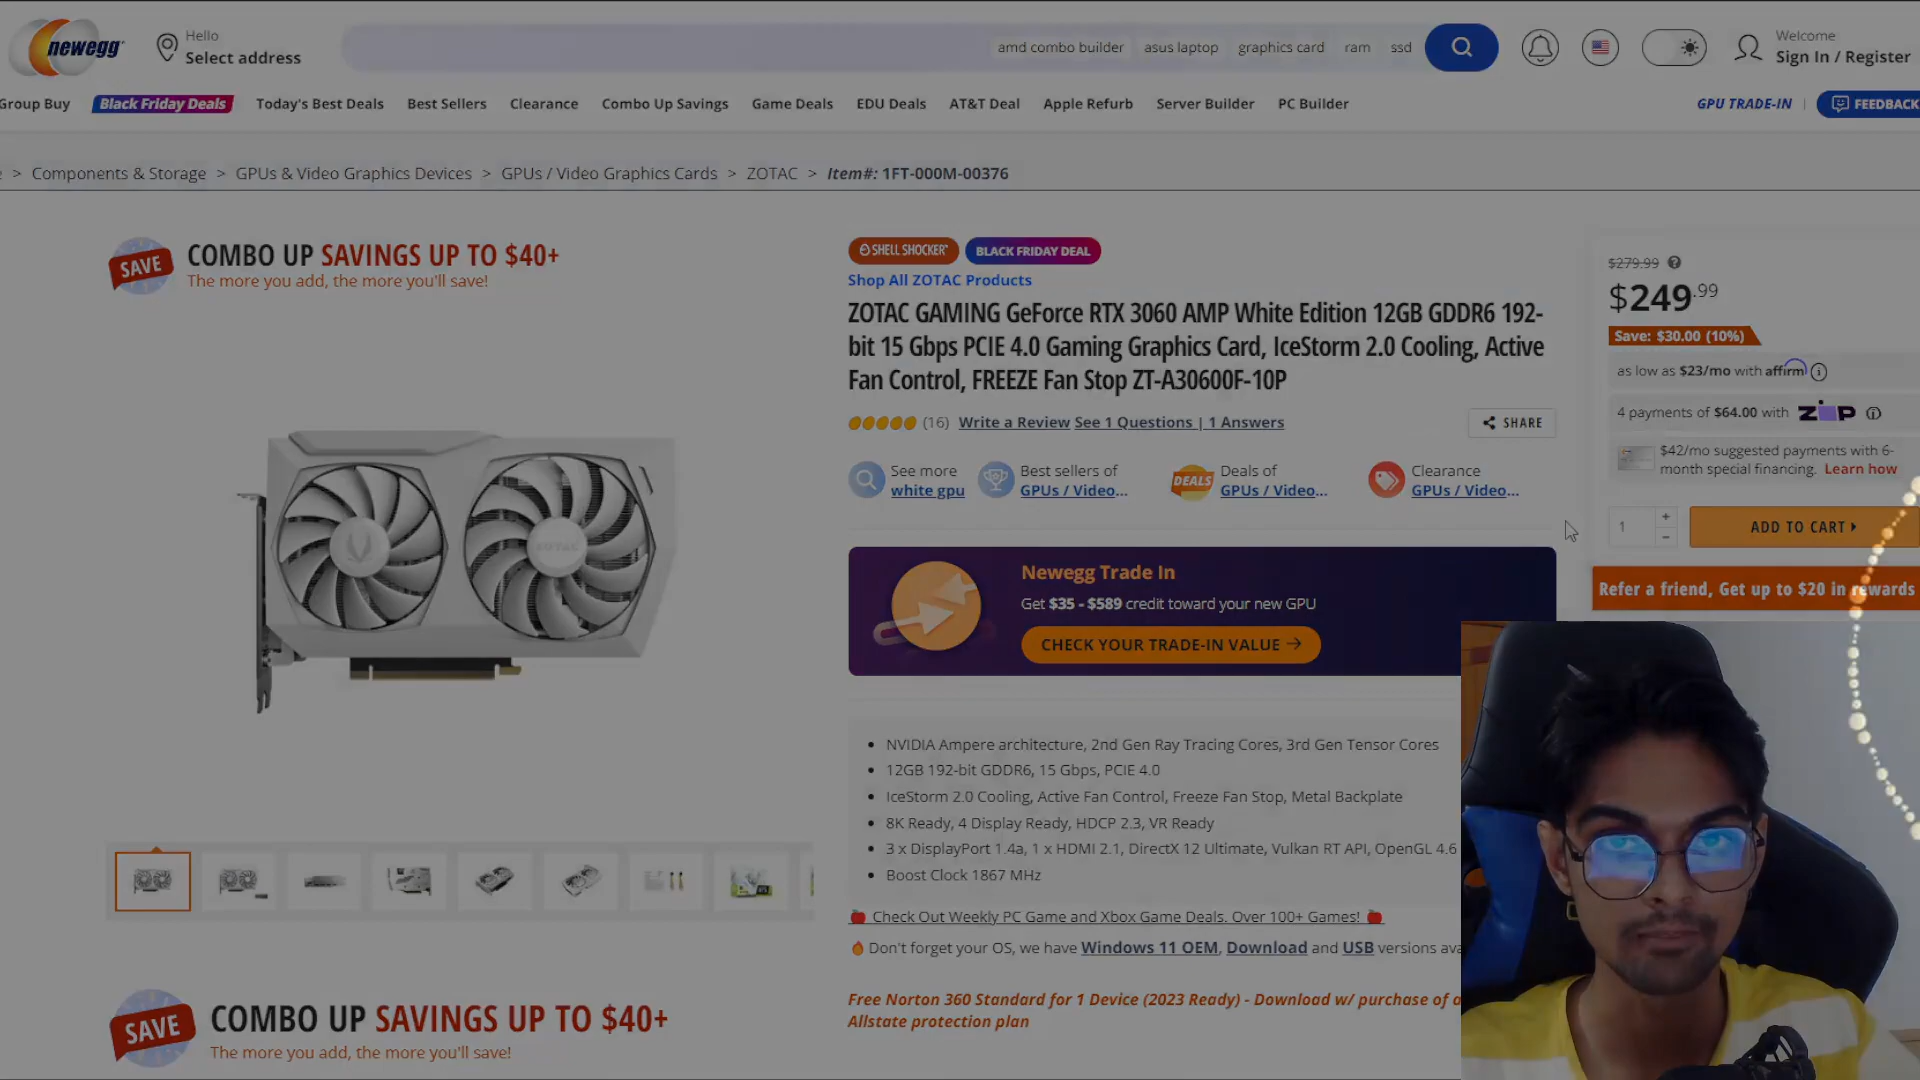 newegg
Hello
Select address
amd combo builder asus laptop graphics card ram ssd
Welcome
Sign In / Register
Group Buy Black Friday Deals Today's Best Deals Best Sellers Clearance Combo Up Savings Game Deals EDU Deals AT&T Deal Apple Refurb Server Builder PC Builder
GPU TRADE-IN FEEDBACK
> Components & Storage > GPUs & Video Graphics Devices > GPUs / Video Graphics Cards > ZOTAC > Item#: 1FT-000M-00376
SAVE
COMBO UP SAVINGS UP TO $40+
The more you add, the more you'll save!
SHELL SHOCKER BLACK FRIDAY DEAL
Shop All ZOTAC Products
ZOTAC GAMING GeForce RTX 3060 AMP White Edition 12GB GDDR6 192-
bit 15 Gbps PCIE 4.0 Gaming Graphics Card, IceStorm 2.0 Cooling, Active
Fan Control, FREEZE Fan Stop ZT-A30600F-10P
(16) Write a Review See 1 Questions | 1 Answers
SHARE
See more
white gpu
Best sellers of
GPUs / Video...
DEALS
Deals of
GPUs / Video...
Clearance
GPUs / Video...
$279.99
$249.99
Save: $30.00 (10%)
as low as $23/mo with affirm
4 payments of $64.00 with ZIP
$42/mo suggested payments with 6-
month special financing. Learn how
1 + -
ADD TO CART
Refer a friend, Get up to $20 in rewards
Newegg Trade In
Get $35 - $589 credit toward your new GPU
CHECK YOUR TRADE-IN VALUE →
ZOTAC
• NVIDIA Ampere architecture, 2nd Gen Ray Tracing Cores, 3rd Gen Tensor Cores
• 12GB 192-bit GDDR6, 15 Gbps, PCIE 4.0
• IceStorm 2.0 Cooling, Active Fan Control, Freeze Fan Stop, Metal Backplate
• 8K Ready, 4 Display Ready, HDCP 2.3, VR Ready
• 3 x DisplayPort 1.4a, 1 x HDMI 2.1, DirectX 12 Ultimate, Vulkan RT API, OpenGL 4.6
• Boost Clock 1867 MHz
Check Out Weekly PC Game and Xbox Game Deals. Over 100+ Games!
Don't forget your OS, we have Windows 11 OEM, Download and USB versions ava
Free Norton 360 Standard for 1 Device (2023 Ready) - Download w/ purchase of a
Allstate protection plan
SAVE
COMBO UP SAVINGS UP TO $40+
The more you add, the more you'll save!